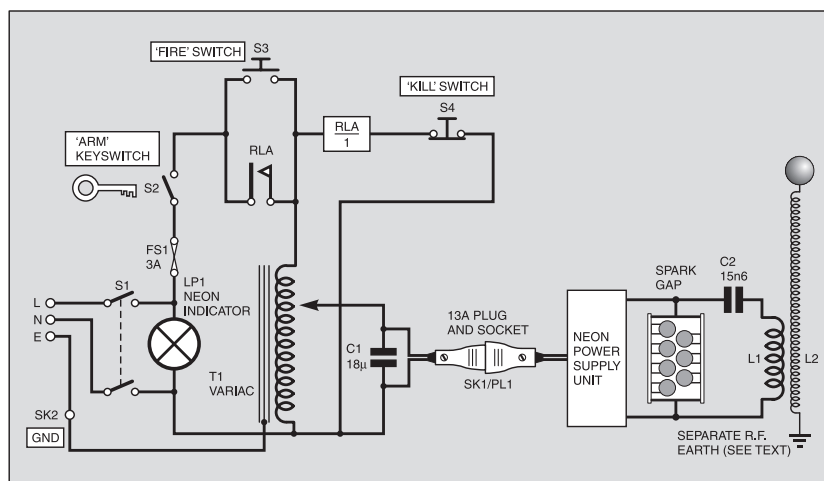 'FIRE' SWITCH
S3
'KILL' SWITCH
S4
'ARM'
KEYSWITCH
S2
RLA
RLA
1
FS1
3A
LP1
NEON
INDICATOR
S1
L
N
E
T1
VARIAC
SK2
GND
C1
18μ
13A PLUG
AND SOCKET
SK1/PL1
NEON
POWER
SUPPLY
UNIT
SPARK
GAP
C2
15n6
L1
L2
SEPARATE R.F.
EARTH (SEE TEXT)